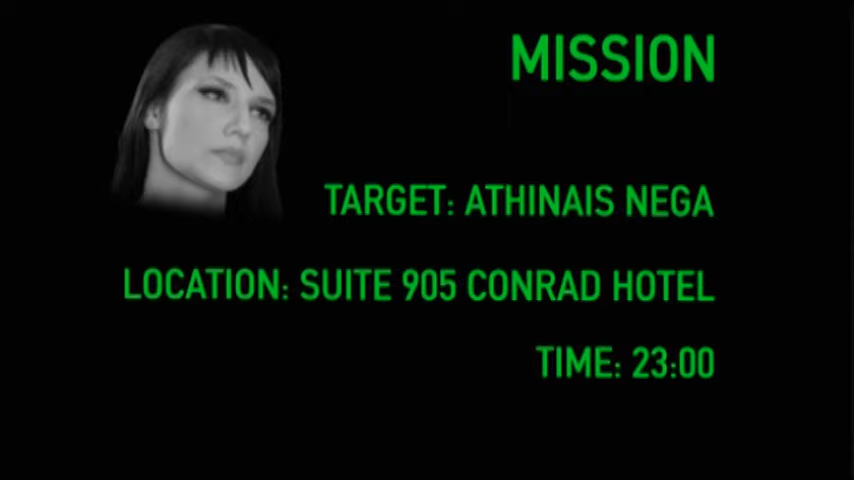 MISSION
TARGET: ATHINAIS NEGA
LOCATION: SUITE 905 CONRAD HOTEL
TIME: 23:00